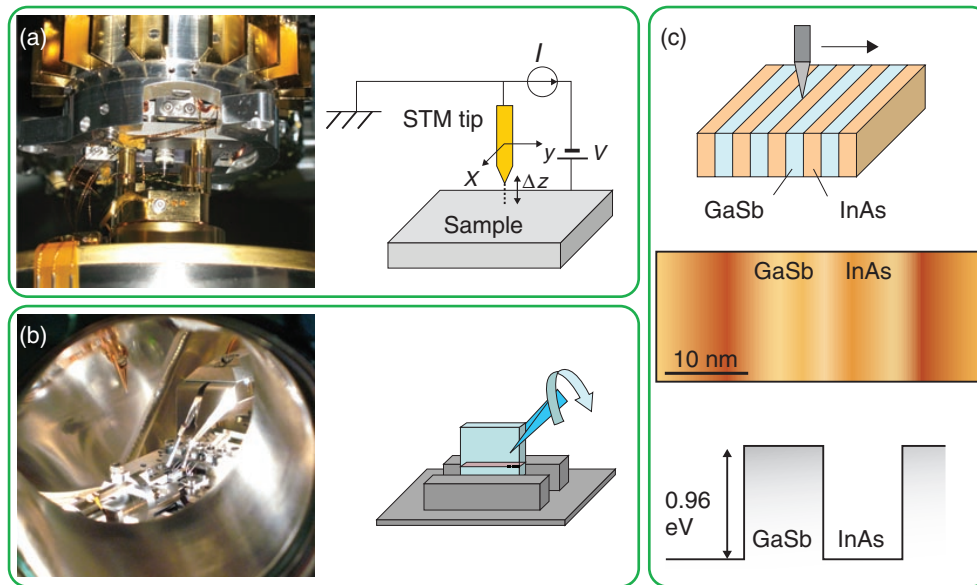 (a)
I
STM tip
y
V
X
Δz
Sample
(b)
(c)
GaSb InAs
GaSb InAs
10 nm
0.96
eV
GaSb InAs